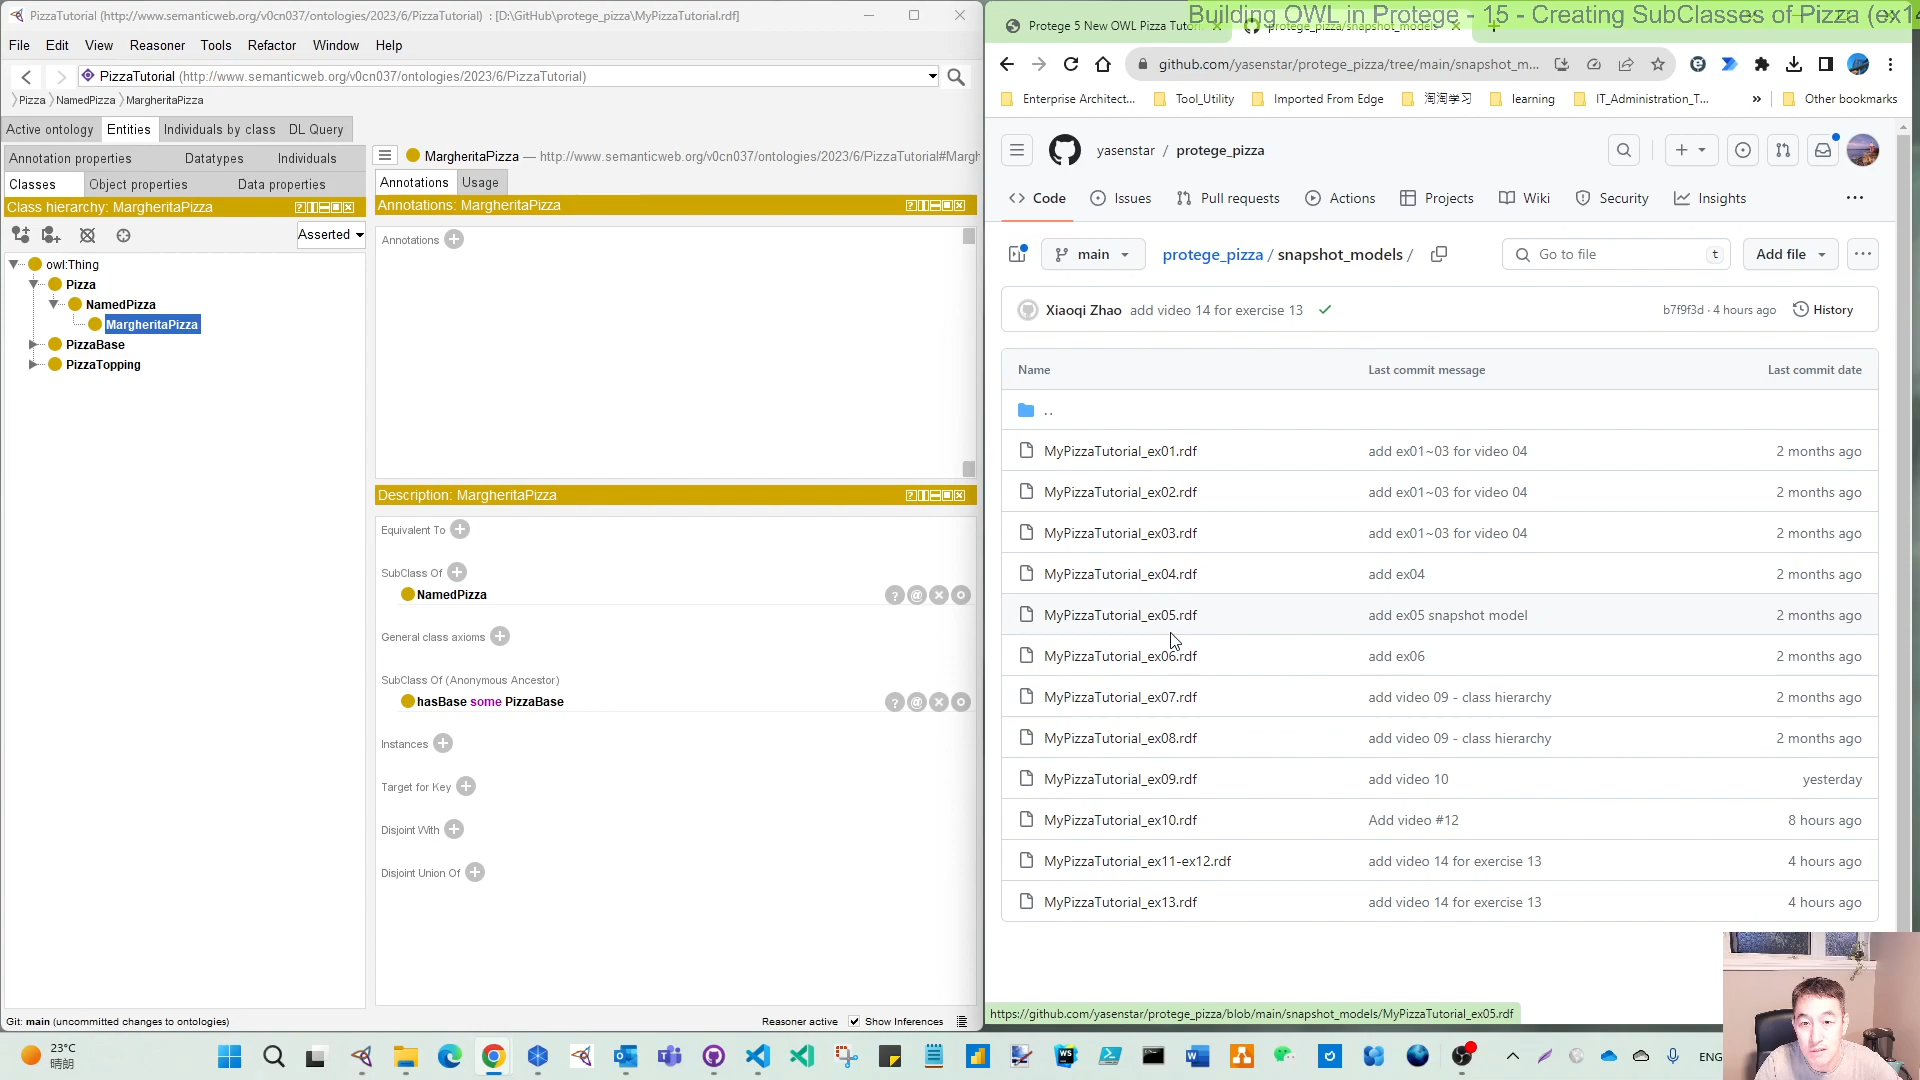 Building OWL in Protege - 15 - Creating SubClasses of Pizza (ex14
PizzaTutorial (http://www.semanticweb.org/v0cn037/ontologies/2023/6/PizzaTutorial) : [D:\GitHub\protege_pizza\MyPizzaTutorial.rdf]
File Edit View Reasoner Tools Refactor Window Help
PizzaTutorial (http://www.semanticweb.org/v0cn037/ontologies/2023/6/PizzaTutorial)
Pizza NamedPizza MargheritaPizza
Active ontology Entities Individuals by class DL Query
Annotation properties Datatypes Individuals
Classes Object properties Data properties
Class hierarchy: MargheritaPizza
Asserted
owl:Thing
Pizza
NamedPizza
MargheritaPizza
PizzaBase
PizzaTopping
MargheritaPizza — http://www.semanticweb.org/v0cn037/ontologies/2023/6/PizzaTutorial#Margh
Annotations Usage
Annotations: MargheritaPizza
Annotations
Description: MargheritaPizza
Equivalent To
SubClass Of
NamedPizza
General class axioms
SubClass Of (Anonymous Ancestor)
hasBase some PizzaBase
Instances
Target for Key
Disjoint With
Disjoint Union Of
Git: main (uncommitted changes to ontologies)
Reasoner active Show Inferences
Protege 5 New OWL Pizza Tutori
protege_pizza/snapshot_models
github.com/yasenstar/protege_pizza/tree/main/snapshot_m...
Enterprise Architect... Tool_Utility Imported From Edge 淘淘学习 learning IT_Administration_T... » Other bookmarks
yasenstar / protege_pizza
Code Issues Pull requests Actions Projects Wiki Security Insights
main protege_pizza / snapshot_models / Go to file t Add file
Xiaoqi Zhao add video 14 for exercise 13 b7f9f3d · 4 hours ago History
Name Last commit message Last commit date
..
MyPizzaTutorial_ex01.rdf add ex01~03 for video 04 2 months ago
MyPizzaTutorial_ex02.rdf add ex01~03 for video 04 2 months ago
MyPizzaTutorial_ex03.rdf add ex01~03 for video 04 2 months ago
MyPizzaTutorial_ex04.rdf add ex04 2 months ago
MyPizzaTutorial_ex05.rdf add ex05 snapshot model 2 months ago
MyPizzaTutorial_ex06.rdf add ex06 2 months ago
MyPizzaTutorial_ex07.rdf add video 09 - class hierarchy 2 months ago
MyPizzaTutorial_ex08.rdf add video 09 - class hierarchy 2 months ago
MyPizzaTutorial_ex09.rdf add video 10 yesterday
MyPizzaTutorial_ex10.rdf Add video #12 8 hours ago
MyPizzaTutorial_ex11-ex12.rdf add video 14 for exercise 13 4 hours ago
MyPizzaTutorial_ex13.rdf add video 14 for exercise 13 4 hours ago
https://github.com/yasenstar/protege_pizza/blob/main/snapshot_models/MyPizzaTutorial_ex05.rdf
23°C
晴朗
ENG